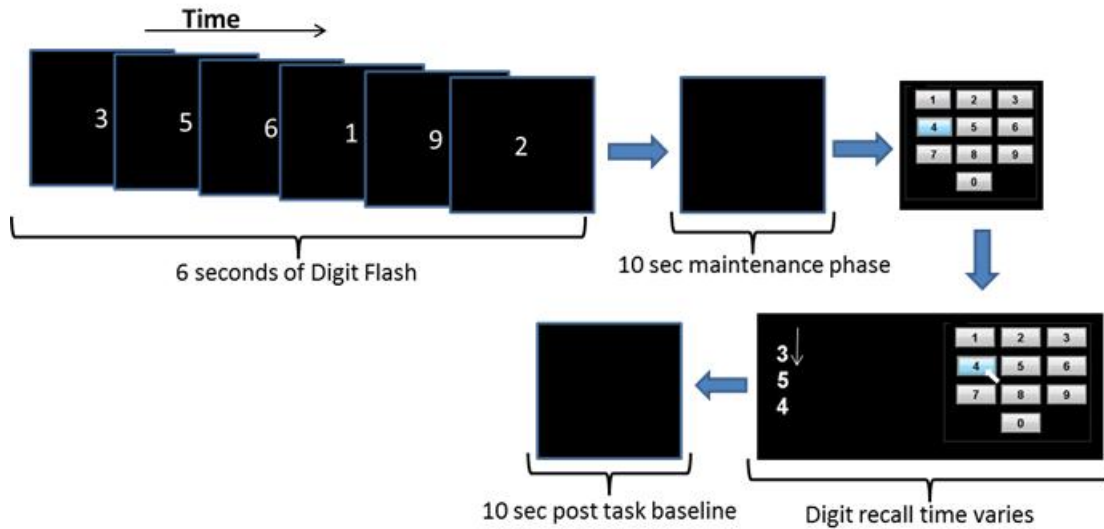 Time
3
5
6
1
9
2
1 2 3
4 5 6
7 8 9
0
6 seconds of Digit Flash
10 sec maintenance phase
3
5
4
1 2 3
4 5 6
7 8 9
0
10 sec post task baseline
Digit recall time varies